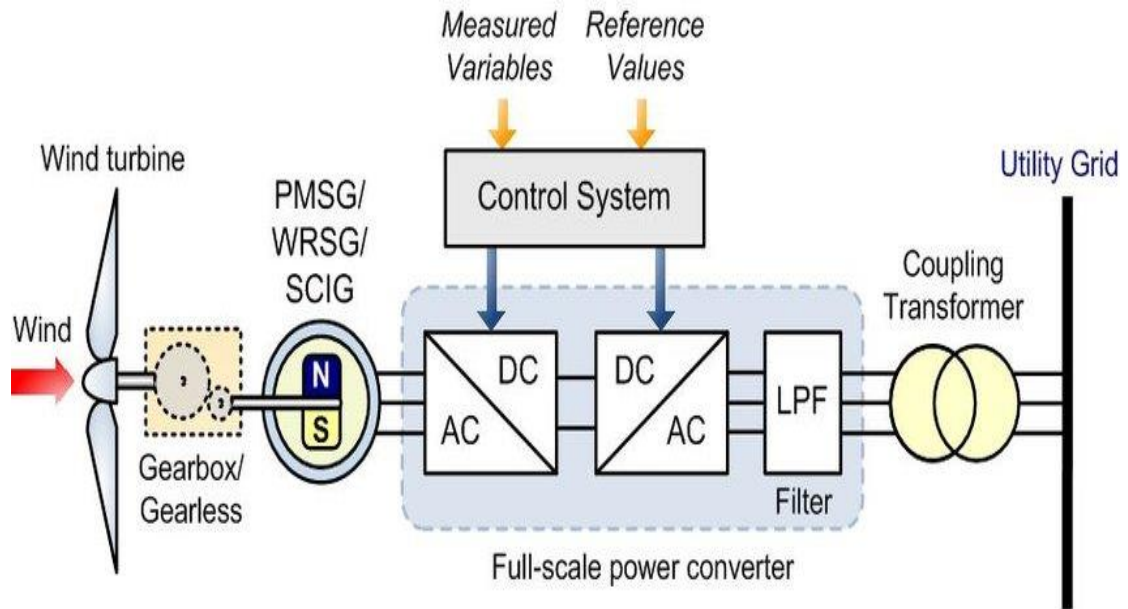 Measured
Variables
Reference
Values
Wind turbine
PMSG/
WRSG/
SCIG
Control System
Utility Grid
Coupling
Transformer
Wind
N
S
DC
AC
DC
AC
LPF
Gearbox/
Gearless
Filter
Full-scale power converter